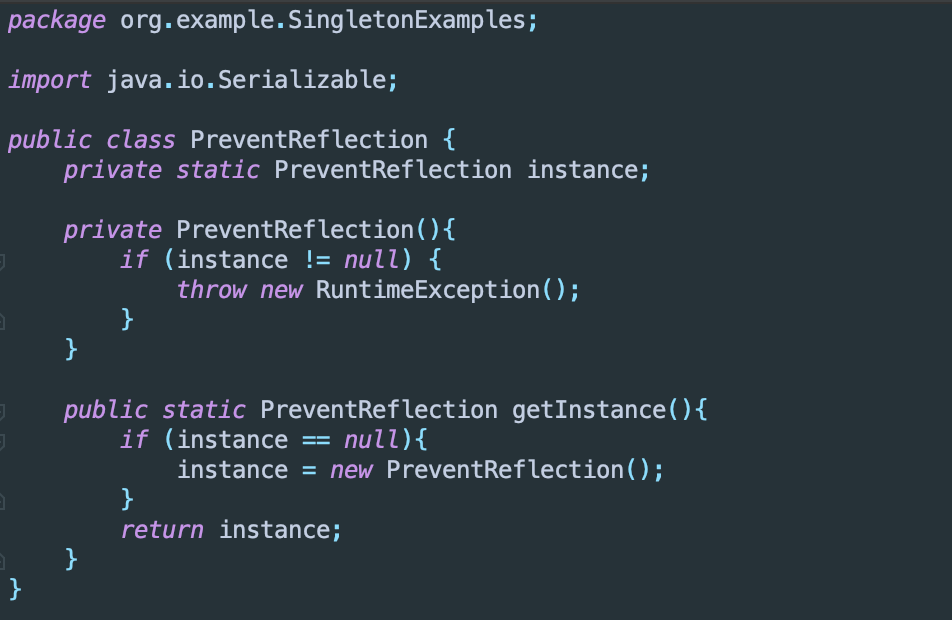 package org.example.SingletonExamples;
import java.io.Serializable;
public class PreventReflection {
    private static PreventReflection instance;
    private PreventReflection(){
        if (instance != null) {
            throw new RuntimeException();
        }
    }
    public static PreventReflection getInstance(){
        if (instance == null){
            instance = new PreventReflection();
        }
        return instance;
    }
}